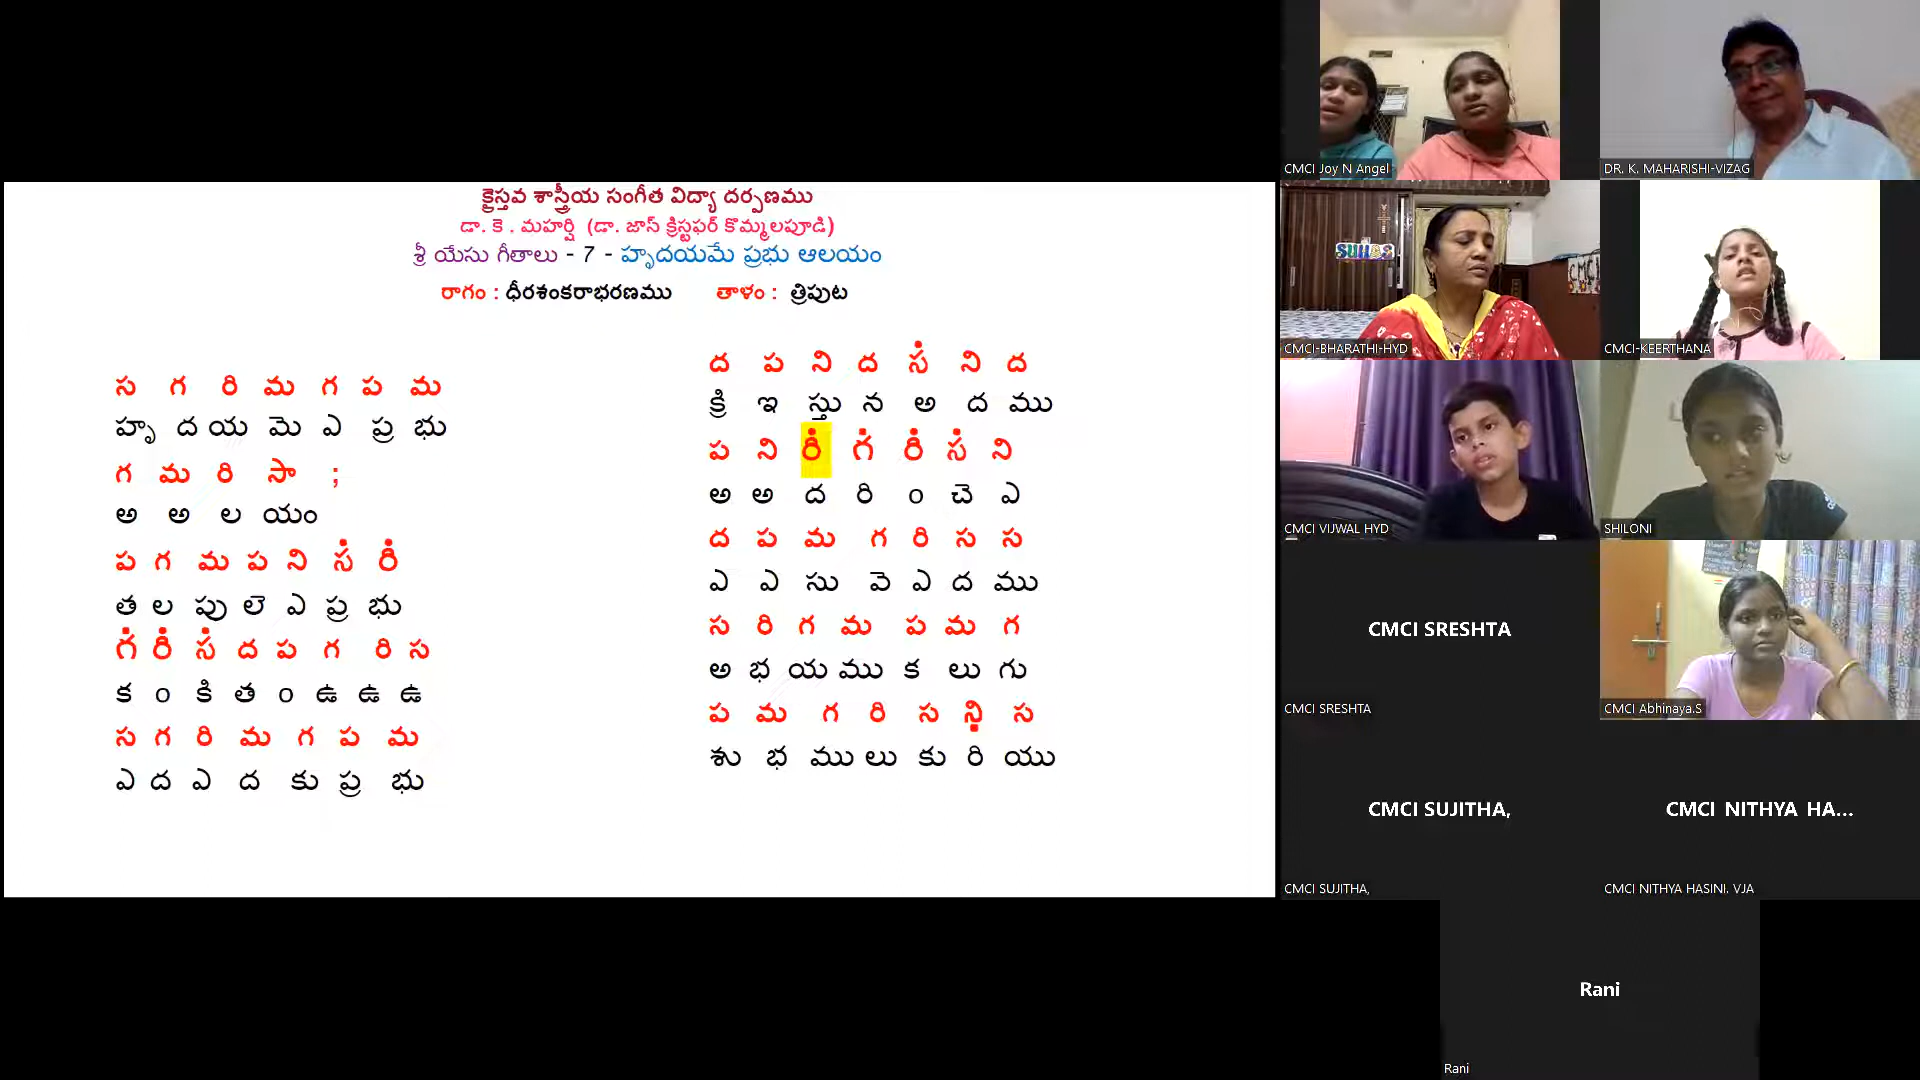 క్రైస్తవ శాస్త్రీయ సంగీత విద్యా దర్పణము
డా. కె . మహర్షి (డా. జాస్ క్రిస్టఫర్ కొమ్మలపూడి)
శ్రీ యేసు గీతాలు - 7 - హృదయమే ప్రభు ఆలయం
రాగం : ధీరశంకరాభరణము తాళం : త్రిపుట
స గ రి మ గ ప మ
హృ ద య మె ఎ ప్ర భు
గ మ రి సా ;
అ అ ల యం
ప గ మ ప ని స̇ రి̇
త ల పు లె ఎ ప్ర భు
గ̇ రి̇ స̇ ద ప గ రి స
క ం కి త ం ఉ ఉ ఉ
స గ రి మ గ ప మ
ఎ ద ఎ ద కు ప్ర భు
ద ప ని ద స̇ ని ద
క్రి ఇ స్తు న అ ద ము
ప ని రి̇ గ̇ రి̇ స̇ ని
అ అ ద రి ం చె ఎ
ద ప మ గ రి స స
ఎ ఎ సు వె ఎ ద ము
స రి గ మ ప మ గ
అ భ య ము క లు గు
ప మ గ రి స ని̣ స
శు భ ము లు కు రి యు
CMCI Joy N Angel
DR. K. MAHARISHI-VIZAG
SUHAS
CMCI-BHARATHI-HYD
CMCI-KEERTHANA
CMCI VIJWAL HYD
SHILONI
CMCI SRESHTA
CMCI SRESHTA
CMCI Abhinaya.S
CMCI SUJITHA,
CMCI NITHYA HA...
CMCI SUJITHA,
CMCI NITHYA HASINI. VJA
Rani
Rani